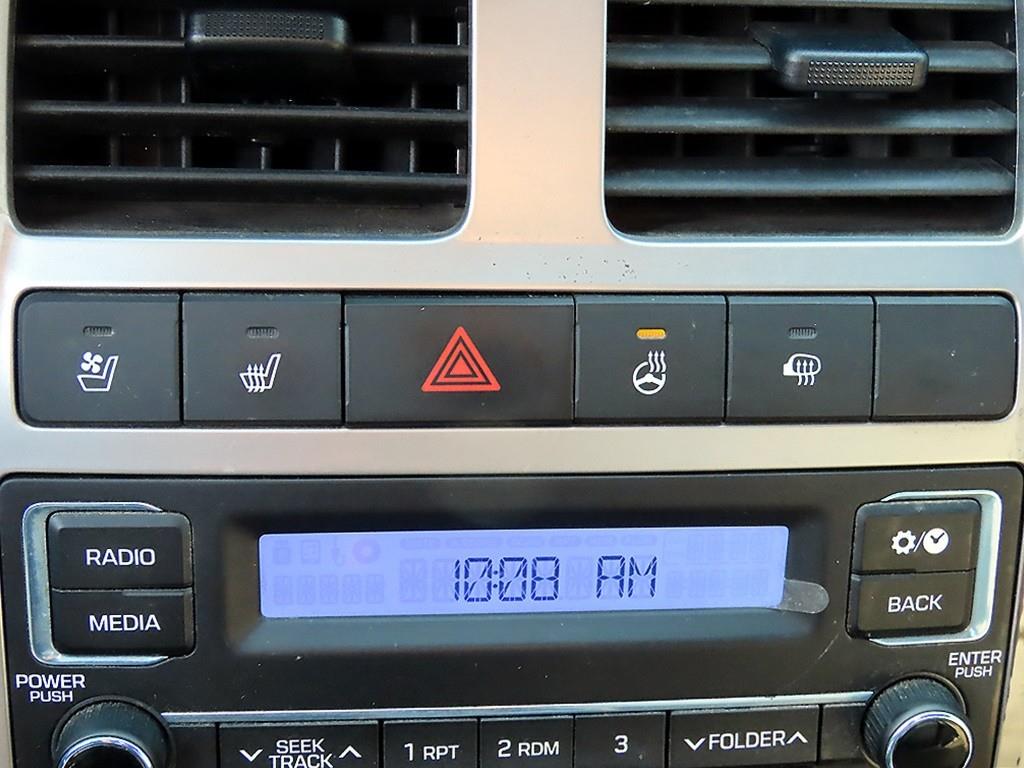 10:08 AM
RADIO
MEDIA
BACK
POWER
PUSH
ENTER
PUSH
SEEK
TRACK
1 RPT
2 RDM
3
FOLDER